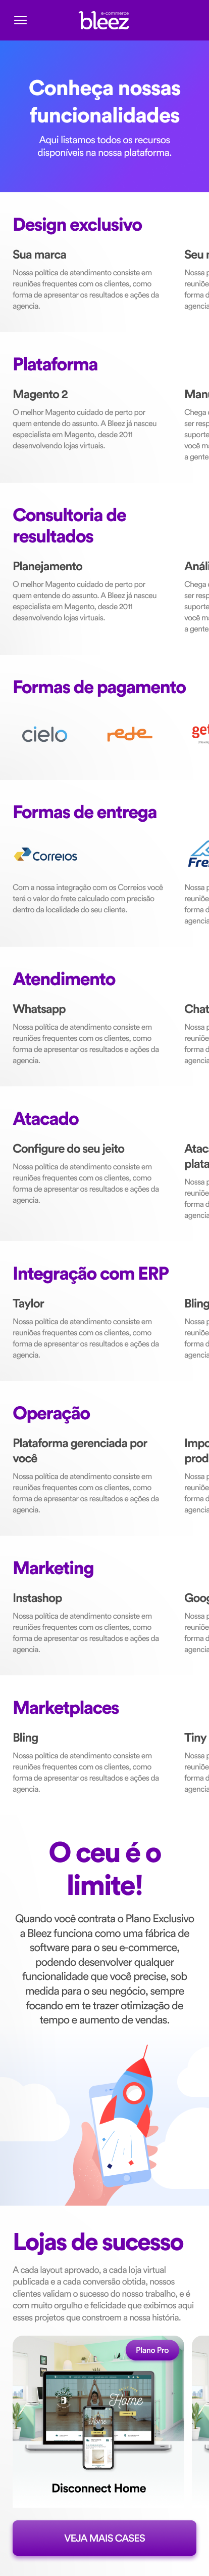 e-commerce
bleez
Conheça nossas
funcionalidades
Aqui listamos todos os recursos
disponíveis na nossa plataforma.
Design exclusivo
Sua marca
Nossa política de atendimento consiste em
reuniões frequentes com os clientes, como
forma de apresentar os resultados e ações da
agencia.
Seu
Nossa p
reuniõe
forma d
agencia
Plataforma
Magento 2
O melhor Magento cuidado de perto por
quem entende do assunto. A Bleez já nasceu
especialista em Magento, desde 2011
desenvolvendo lojas virtuais.
Manu
Chega
ser resp
suporte
você m
a gente
Consultoria de
resultados
Planejamento
O melhor Magento cuidado de perto por
quem entende do assunto. A Bleez já nasceu
especialista em Magento, desde 2011
desenvolvendo lojas virtuais.
Análi
Chega
ser resp
suporte
você m
a gente
Formas de pagamento
cielo
rede
get
Formas de entrega
Correios
Com a nossa integração com os Correios você
terá o valor do frete calculado com precisão
dentro da localidade do seu cliente.
Fre
Nossa p
reuniõe
forma d
agencia
Atendimento
Whatsapp
Nossa política de atendimento consiste em
reuniões frequentes com os clientes, como
forma de apresentar os resultados e ações da
agencia.
Chat
Nossa p
reuniõe
forma d
agencia
Atacado
Configure do seu jeito
Nossa política de atendimento consiste em
reuniões frequentes com os clientes, como
forma de apresentar os resultados e ações da
agencia.
Atac
plata
Nossa p
reuniõe
forma d
agencia
Integração com ERP
Taylor
Nossa política de atendimento consiste em
reuniões frequentes com os clientes, como
forma de apresentar os resultados e ações da
agencia.
Bling
Nossa p
reuniõe
forma d
agencia
Operação
Plataforma gerenciada por
você
Nossa política de atendimento consiste em
reuniões frequentes com os clientes, como
forma de apresentar os resultados e ações da
agencia.
Impo
prod
Nossa p
reuniõe
forma d
agencia
Marketing
Instashop
Nossa política de atendimento consiste em
reuniões frequentes com os clientes, como
forma de apresentar os resultados e ações da
agencia.
Goog
Nossa p
reuniõe
forma d
agencia
Marketplaces
Bling
Nossa política de atendimento consiste em
reuniões frequentes com os clientes, como
forma de apresentar os resultados e ações da
agencia.
Tiny
Nossa p
reuniõe
forma d
agencia
O ceu é o
limite!
Quando você contrata o Plano Exclusivo
a Bleez funciona como uma fábrica de
software para o seu e-commerce,
podendo desenvolver qualquer
funcionalidade que você precise, sob
medida para o seu negócio, sempre
focando em te trazer otimização de
tempo e aumento de vendas.
Lojas de sucesso
A cada layout aprovado, a cada loja virtual
publicada e a cada conversão obtida, nossos
clientes validam o sucesso do nosso trabalho, e é
com muito orgulho e felicidade que exibimos aqui
esses projetos que constroem a nossa história.
Plano Pro
Home
Disconnect Home
VEJA MAIS CASES